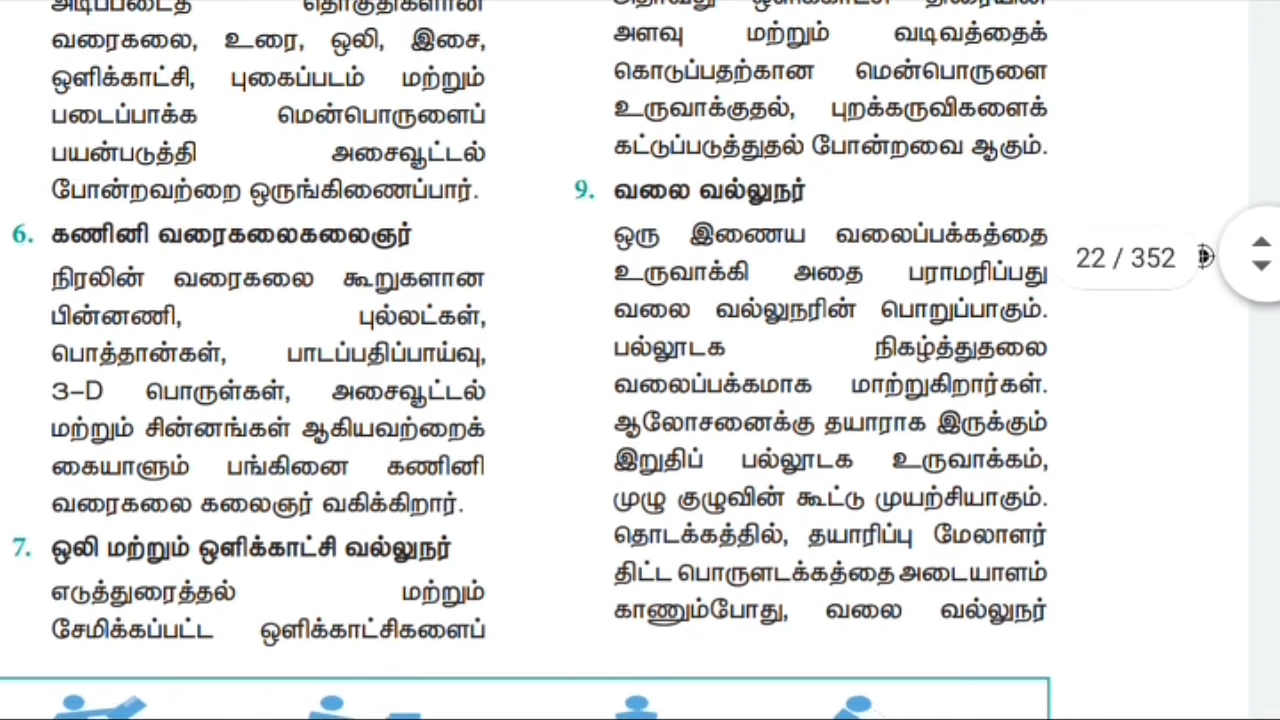 அடிப்படைத் தொகுதிகளான
வரைகலை, உரை, ஒலி, இசை,
ஒளிக்காட்சி, புகைப்படம் மற்றும்
படைப்பாக்க மென்பொருளைப்
பயன்படுத்தி அசைவூட்டல்
போன்றவற்றை ஒருங்கிணைப்பார்.
6. கணினி வரைகலைகலைஞர்
நிரலின் வரைகலை கூறுகளான
பின்னணி, புல்லட்கள்,
பொத்தான்கள், பாடப்பதிப்பாய்வு,
3-D பொருள்கள், அசைவூட்டல்
மற்றும் சின்னங்கள் ஆகியவற்றைக்
கையாளும் பங்கினை கணினி
வரைகலை கலைஞர் வகிக்கிறார்.
7. ஒலி மற்றும் ஒளிக்காட்சி வல்லுநர்
எடுத்துரைத்தல் மற்றும்
சேமிக்கப்பட்ட ஒளிக்காட்சிகளைப்
அதாவது ஒளிக்காட்சி திரையின்
அளவு மற்றும் வடிவத்தைக்
கொடுப்பதற்கான மென்பொருளை
உருவாக்குதல், புறக்கருவிகளைக்
கட்டுப்படுத்துதல் போன்றவை ஆகும்.
9. வலை வல்லுநர்
ஒரு இணைய வலைப்பக்கத்தை
உருவாக்கி அதை பராமரிப்பது
வலை வல்லுநரின் பொறுப்பாகும்.
பல்லூடக நிகழ்த்துதலை
வலைப்பக்கமாக மாற்றுகிறார்கள்.
ஆலோசனைக்கு தயாராக இருக்கும்
இறுதிப் பல்லூடக உருவாக்கம்,
முழு குழுவின் கூட்டு முயற்சியாகும்.
தொடக்கத்தில், தயாரிப்பு மேலாளர்
திட்ட பொருளடக்கத்தை அடையாளம்
காணும்போது, வலை வல்லுநர்
22 / 352